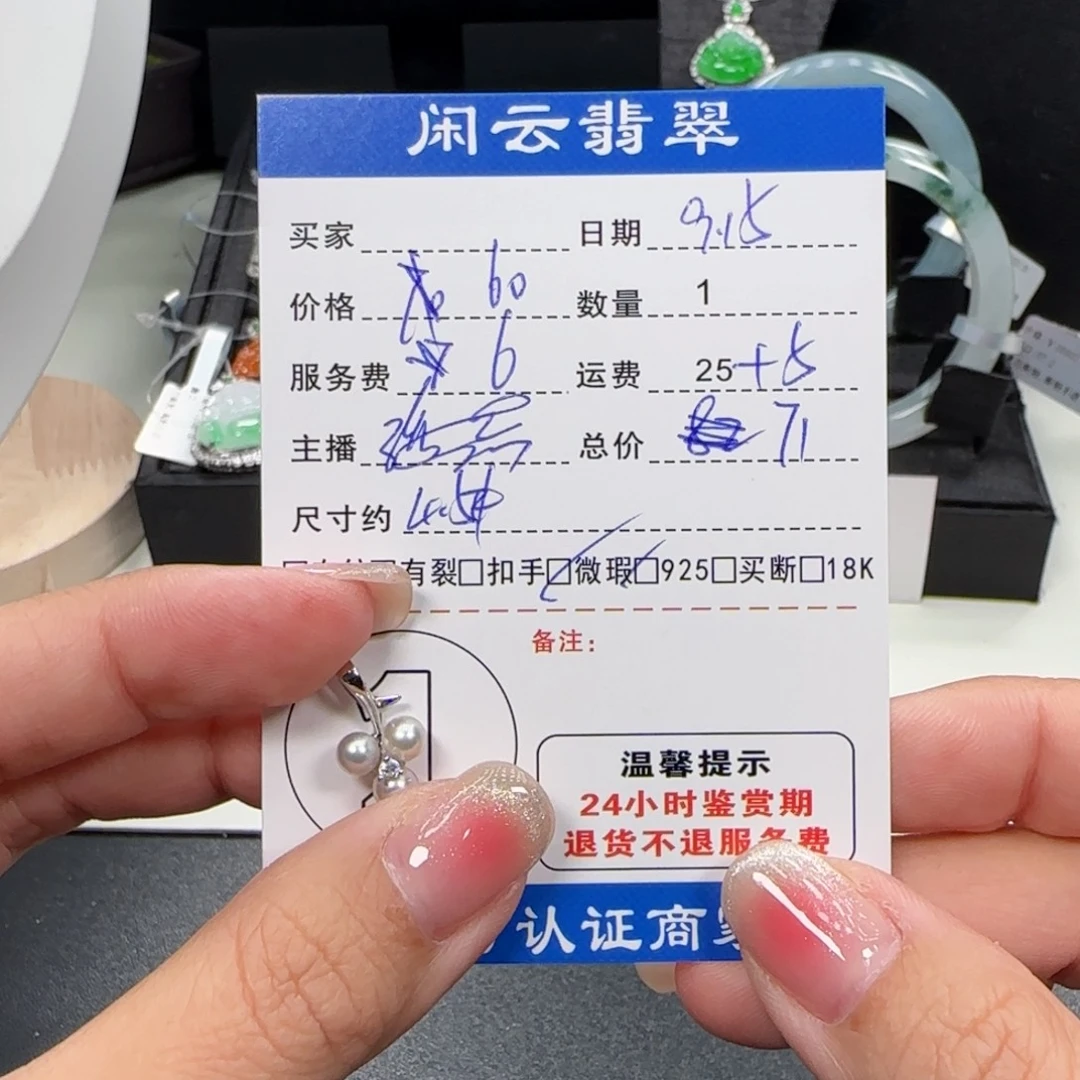 闲云翡翠
买家 日期 9.15
价格 60 数量 1
服务费 6 运费 25+5
主播 总价 71
尺寸约
有裂□扣手□微瑕□925□买断□18K
备注：
1
温馨提示
24小时鉴赏期
退货不退服务费
认证商家